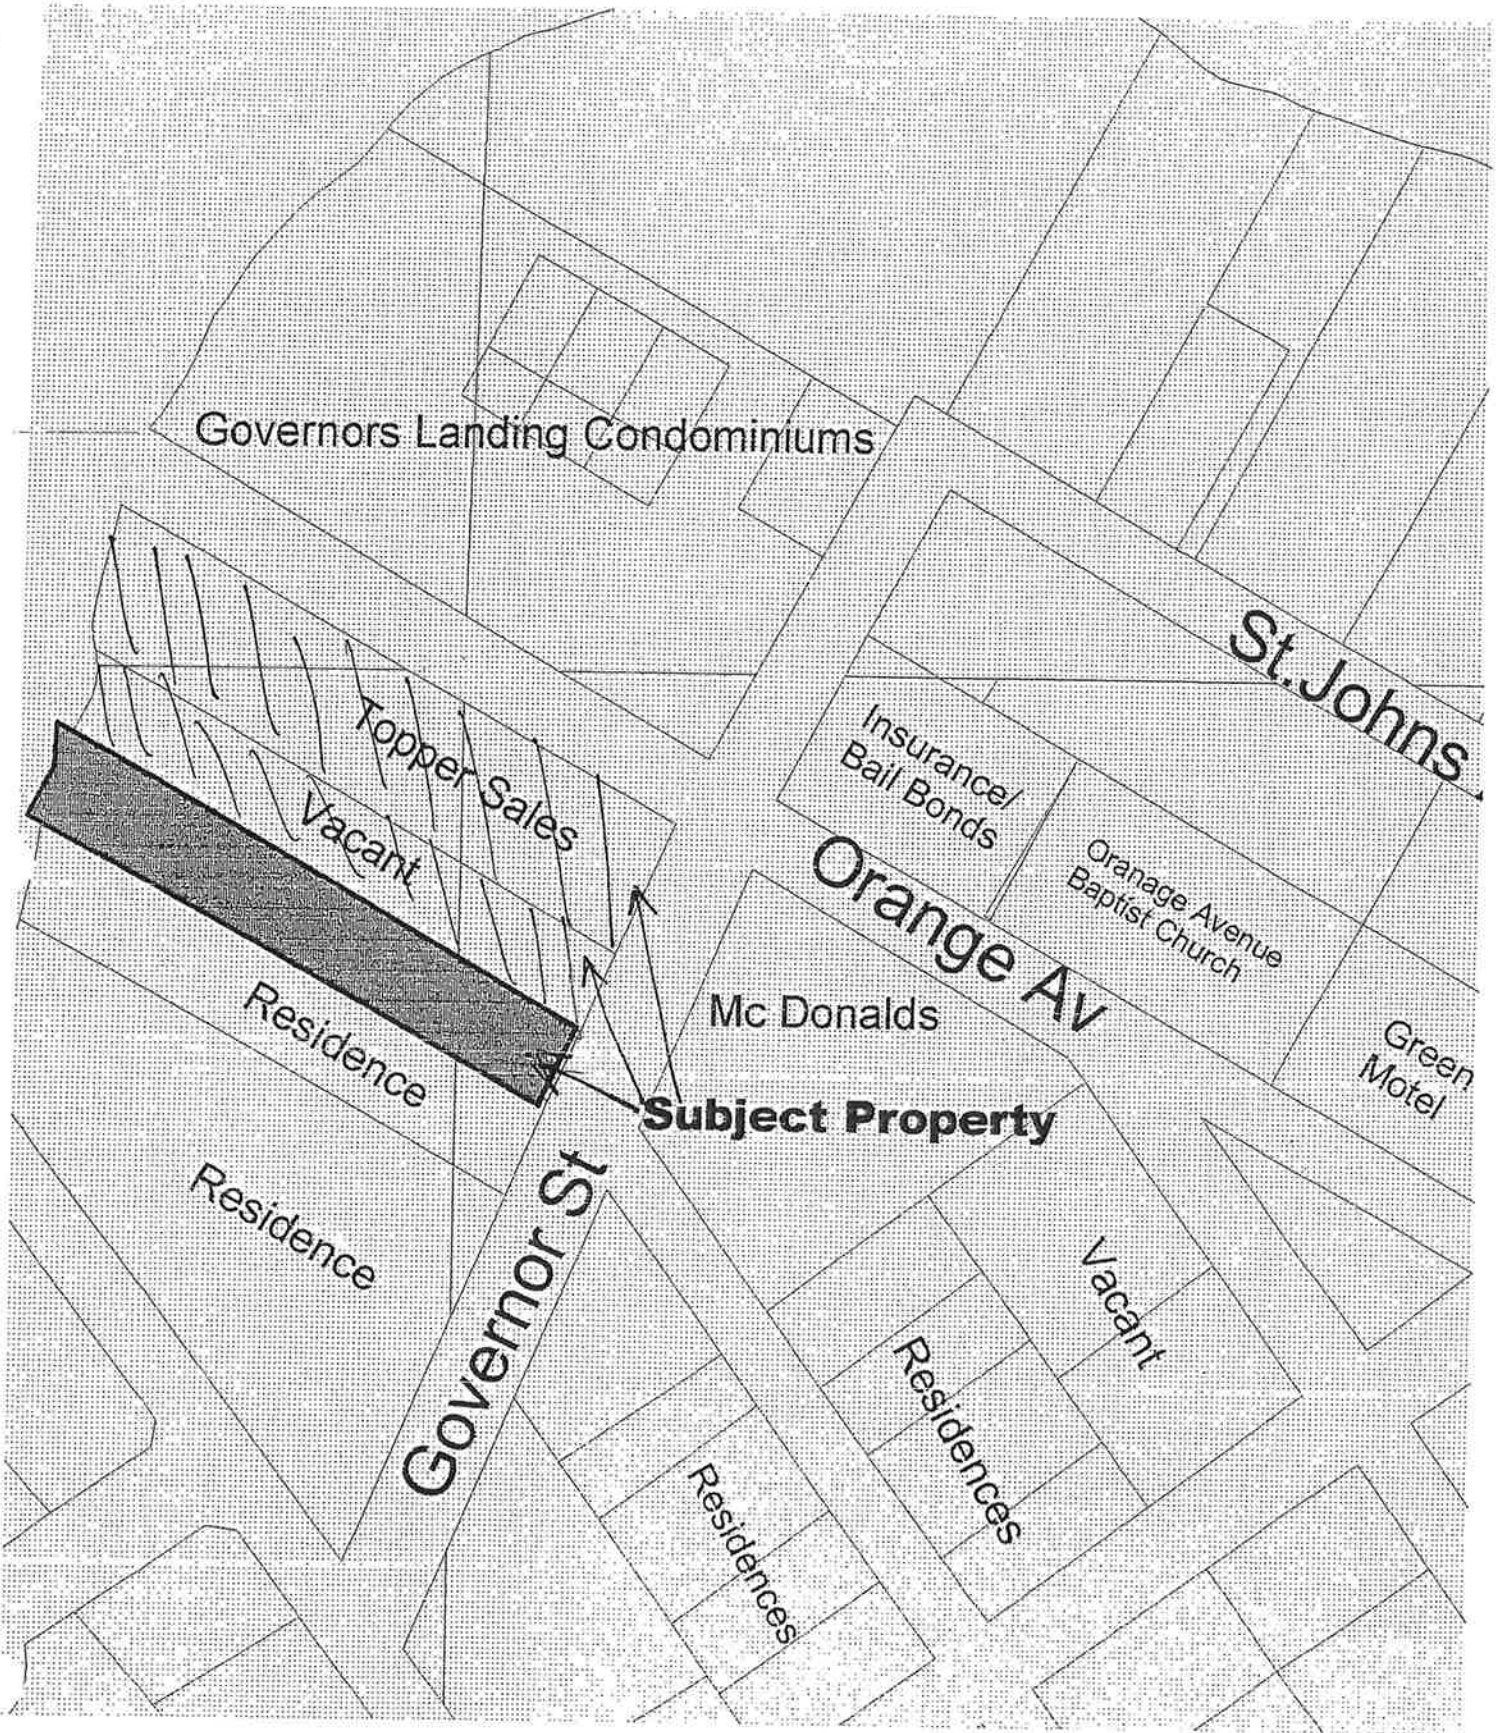 Governors Landing Condominiums
St.Johns
Topper Sales
Vacant
Insurance/
Bail Bonds
Orange Av
Oranage Avenue
Baptist Church
Mc Donalds
Green
Motel
Residence
Subject Property
Residence
Governor St
Vacant
Residences
Residences